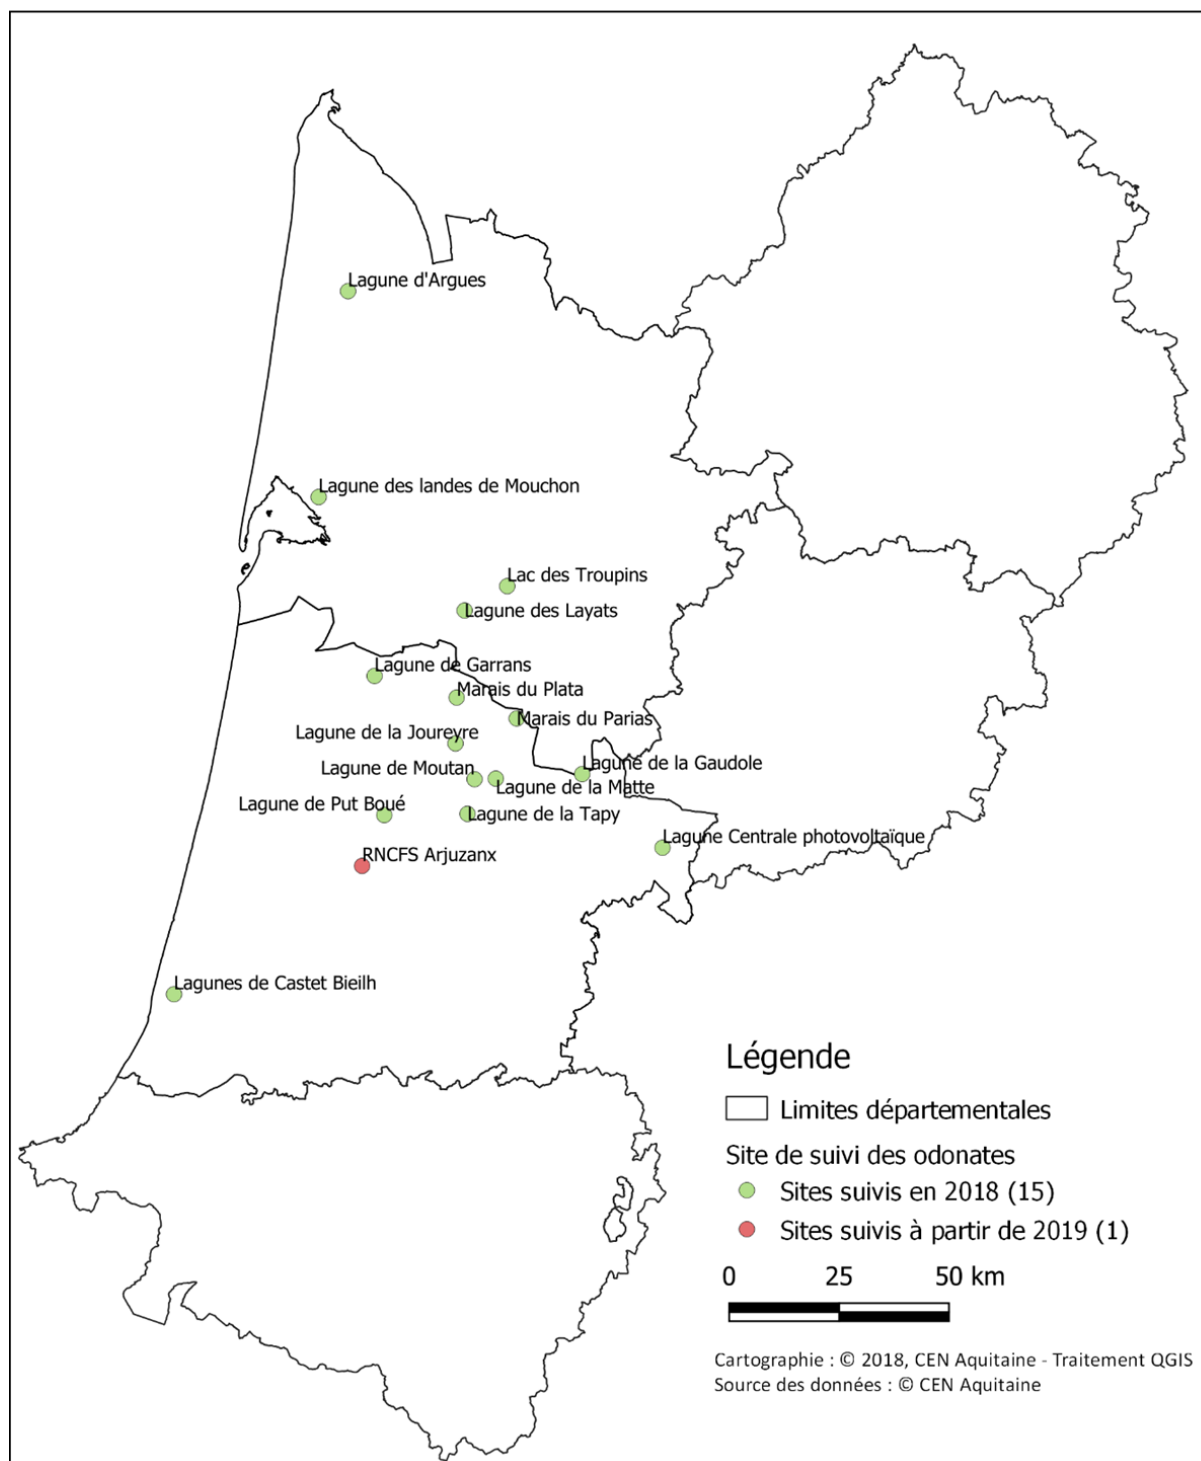 Lagune d'Argues
Lagune des landes de Mouchon
Lac des Troupins
Lagune des Layats
Lagune de Garrans
Marais du Plata
Marais du Parias
Lagune de la Joureyre
Lagune de la Gaudole
Lagune de Moutan
Lagune de la Matte
Lagune de Put Boué
Lagune de la Tapy
Lagune Centrale photovoltaïque
RNCFS Arjuzanx
Lagunes de Castet Bieilh
Légende
Limites départementales
Site de suivi des odonates
Sites suivis en 2018 (15)
Sites suivis à partir de 2019 (1)
0 25 50 km
Cartographie : © 2018, CEN Aquitaine - Traitement QGIS
Source des données : © CEN Aquitaine